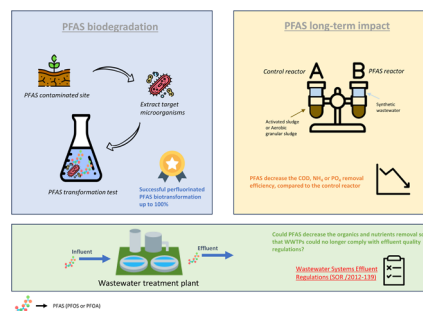 PFAS biodegradation
PFAS contaminated site
Extract target
microorganisms
PFAS transformation test
Successful perfluorinated
PFAS biotransformation
up to 100%
PFAS long-term impact
Control reactor
A
B
PFAS reactor
Activated sludge
or Aerobic
granular sludge
Synthetic
wastewater
PFAS decrease the COD, NH₃ or PO₄ removal
efficiency, compared to the control reactor
Influent
Effluent
Wastewater treatment plant
Could PFAS decrease the organics and nutrients removal
that WWTPs could no longer comply with effluent quality
regulations?
Wastewater Systems Effluent
Regulations (SOR /2012-139)
PFAS (PFOS or PFOA)